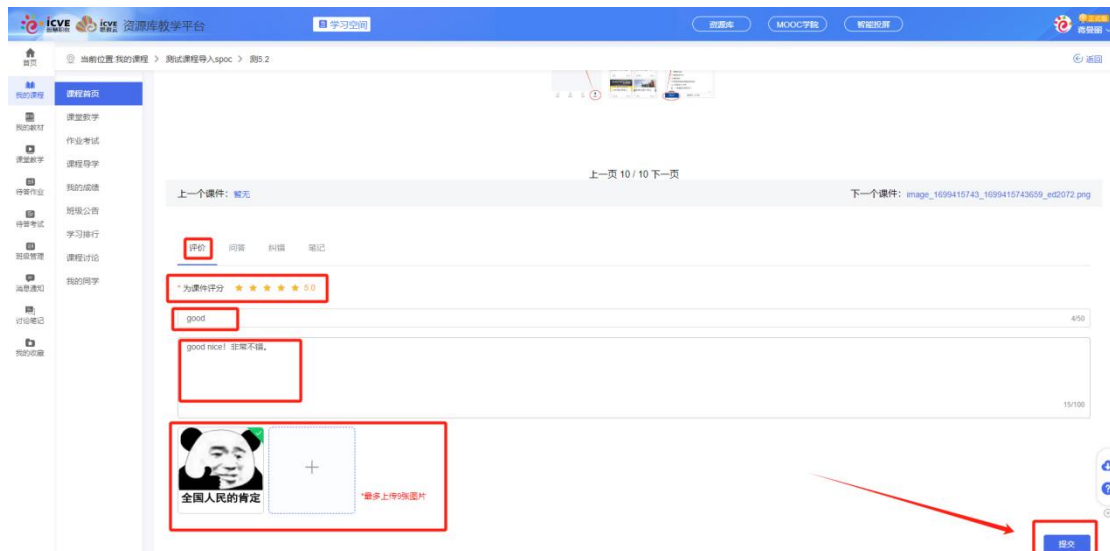 icve 智慧职教 icve 思政云 资源库教学平台 学习空间 资源库 MOOC学院 智能投屏
首页
当前位置 我的课程 > 测试课程导入spoc > 测5.2
返回
我的课程
课程首页
我的教材
课堂教学
作业考试
课堂教学
课程导学
待答作业
我的成绩
待答考试
班级公告
学习排行
班级管理
课程讨论
消息通知
我的同学
讨论笔记
我的收藏
上一页 10 / 10 下一页
上一个课件: 暂无
下一个课件: image_1699415743_1699415743659_ed2072.png
评价 问答 纠错 笔记
* 为课件评分 5.0
good
4/50
good nice! 非常不错。
15/100
全国人民的肯定
*最多上传9张图片
提交